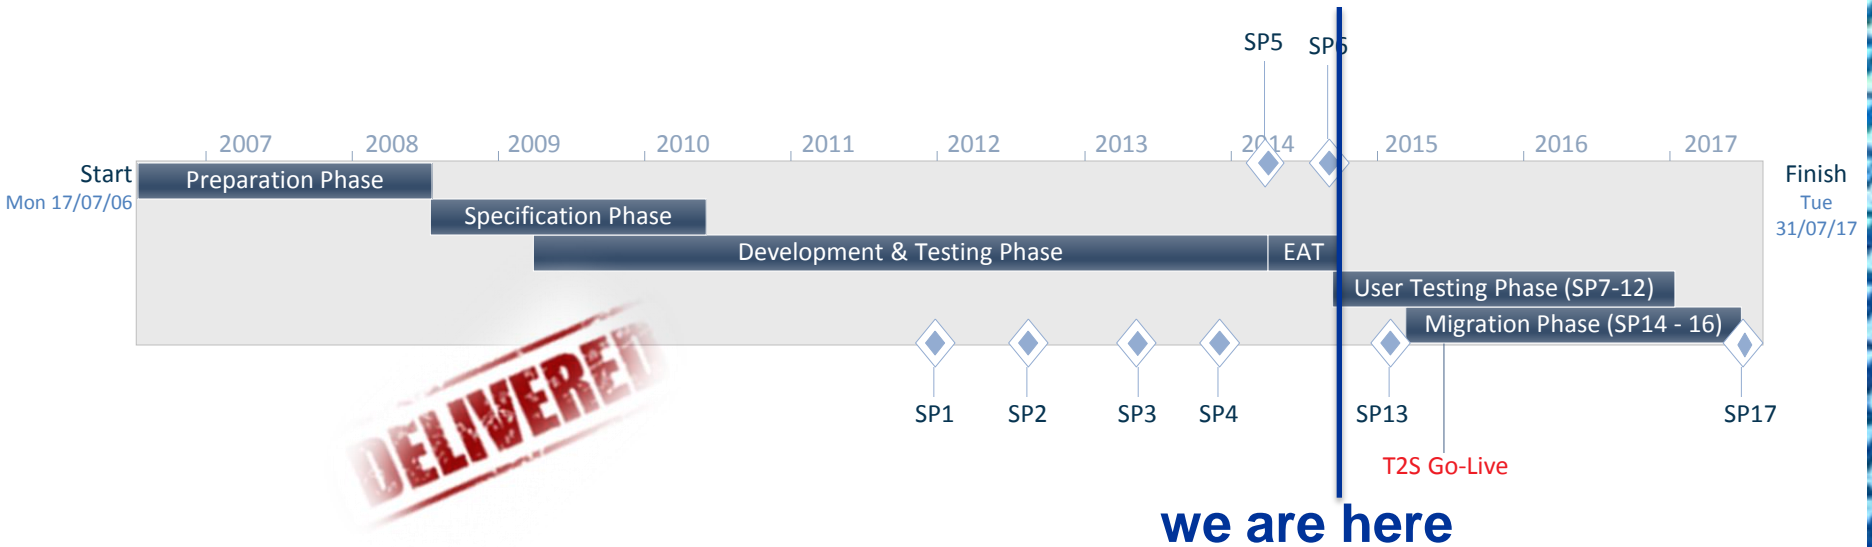 SP5 SP6
2007 2008 2009 2010 2011 2012 2013 2014 2015 2016 2017
Start
Mon 17/07/06
Preparation Phase
Finish
Tue
31/07/17
Specification Phase
Development & Testing Phase EAT
User Testing Phase (SP7-12)
Migration Phase (SP14 - 16)
DELIVERED
SP1 SP2 SP3 SP4 SP13 SP17
T2S Go-Live
we are here